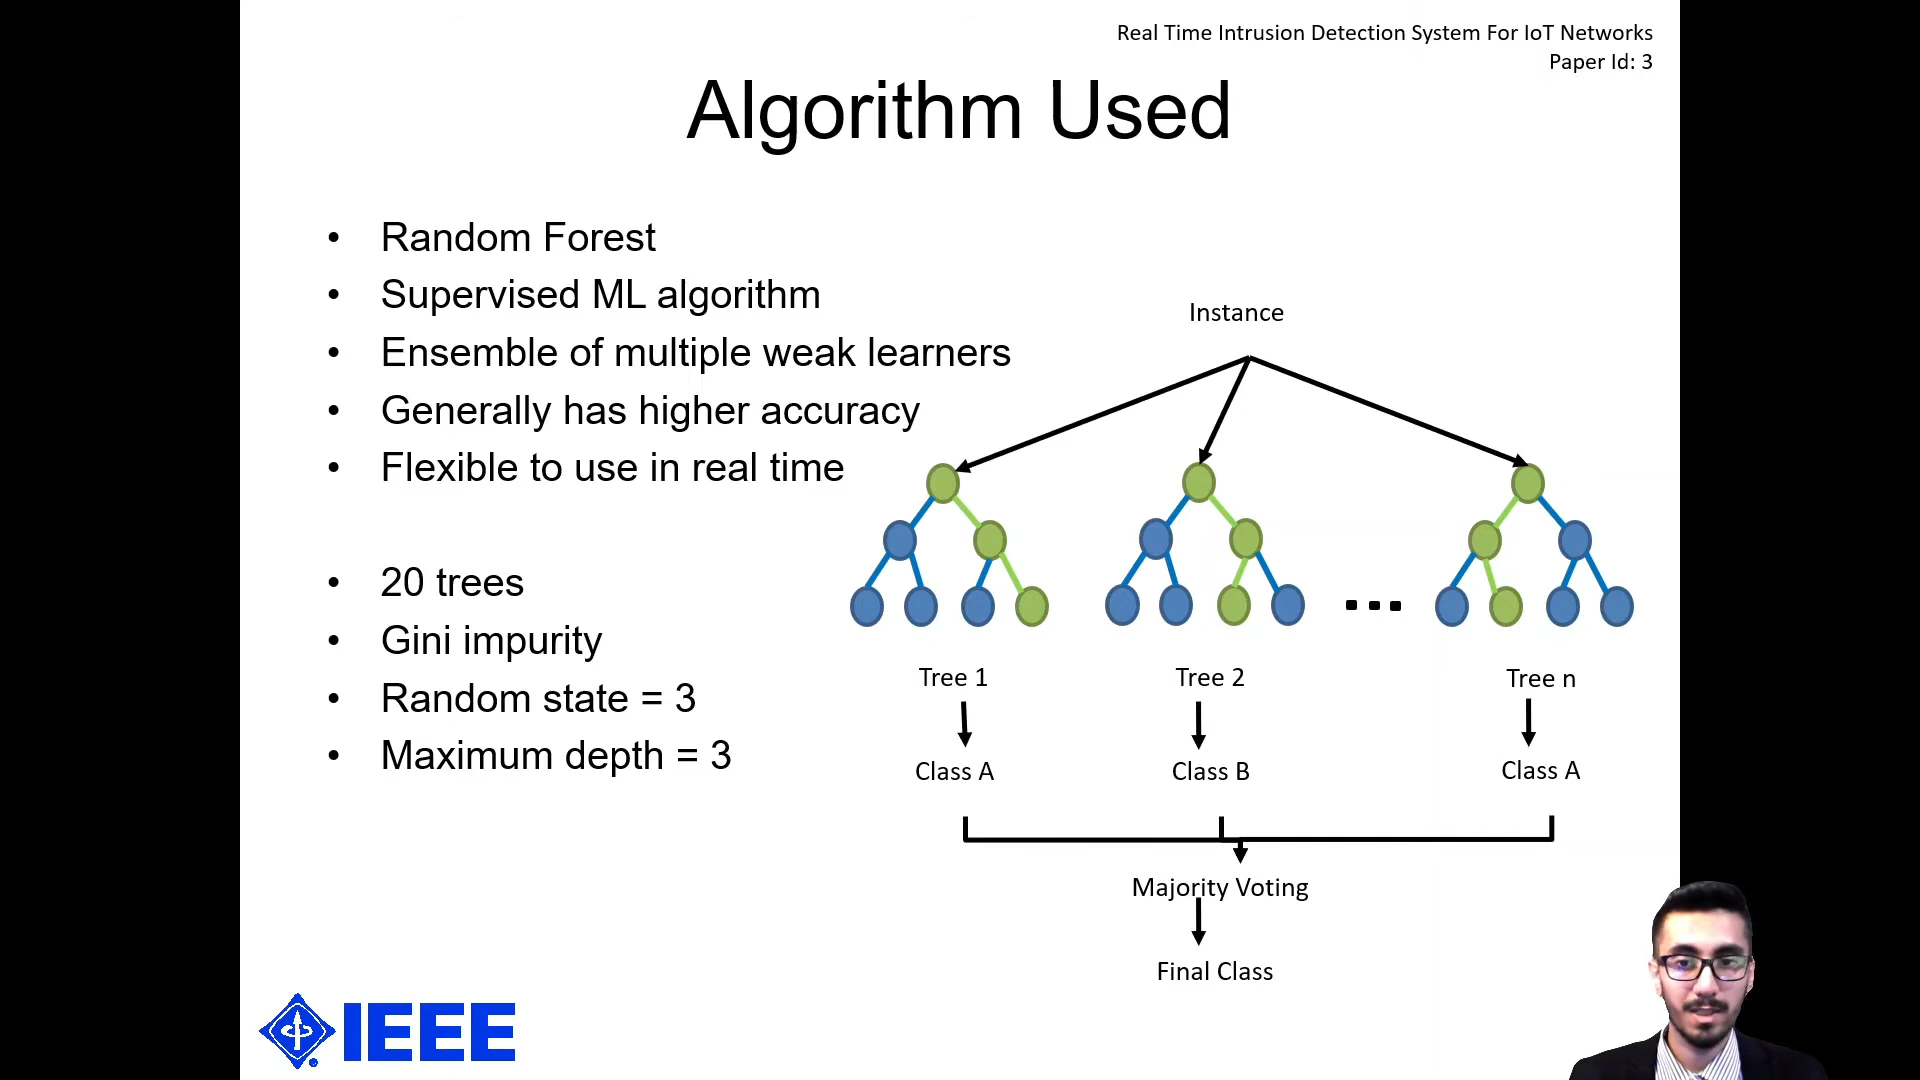 Real Time Intrusion Detection System For IoT Networks
Paper Id: 3
Algorithm Used
• Random Forest
• Supervised ML algorithm
• Ensemble of multiple weak learners
• Generally has higher accuracy
• Flexible to use in real time
• 20 trees
• Gini impurity
• Random state = 3
• Maximum depth = 3
Instance
Tree 1 Tree 2 Tree n
Class A Class B Class A
Majority Voting
Final Class
IEEE